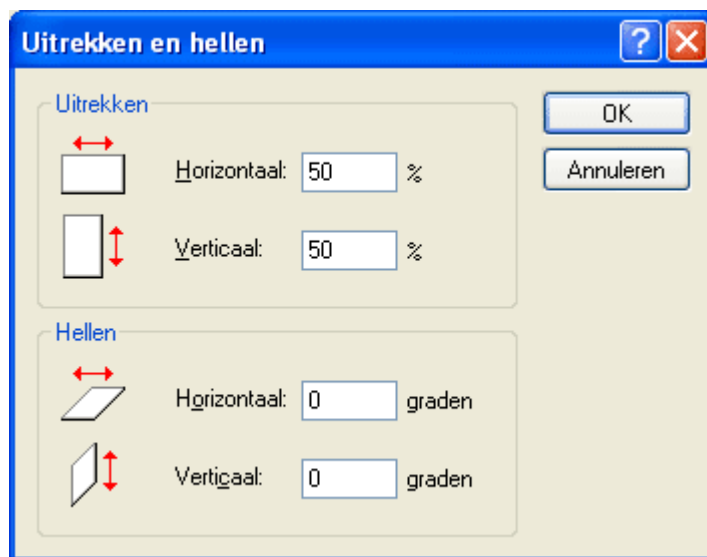 Uitrekken en hellen
Uitrekken
Horizontaal: 50 %
Verticaal: 50 %
Hellen
Horizontaal: 0 graden
Verticaal: 0 graden
OK
Annuleren